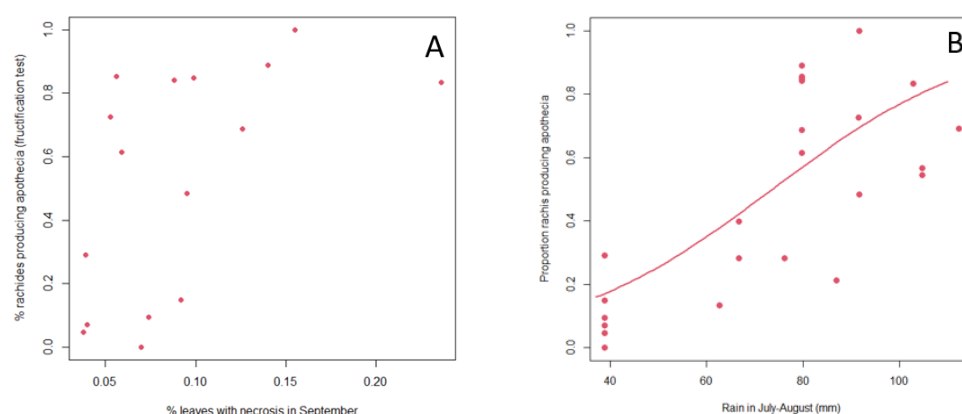 A
% rachides producing apothecia (fructification test)
1.0
0.8
0.6
0.4
0.2
0.0
0.05 0.10 0.15 0.20
% leaves with necrosis in September
B
Proportion rachis producing apothecia
1.0
0.8
0.6
0.4
0.2
0.0
40 60 80 100
Rain in July-August (mm)